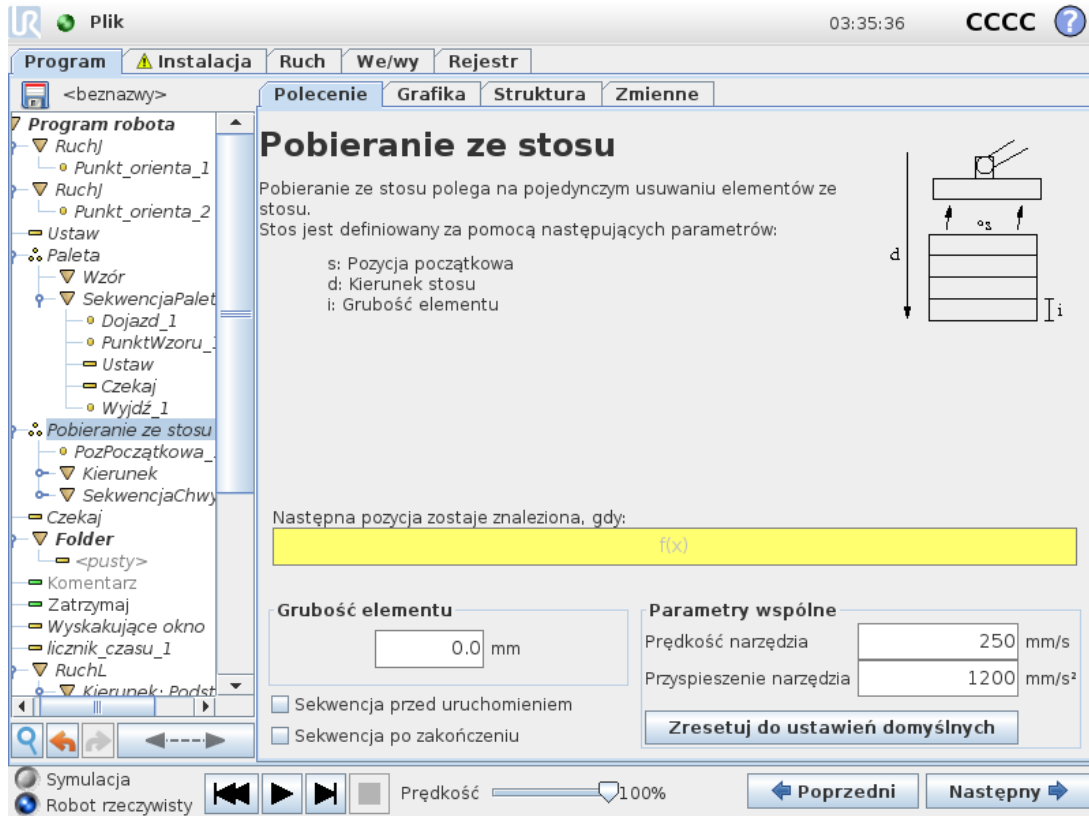 Plik
03:35:36
CCCC
?
Program
Instalacja
Ruch
We/wy
Rejestr
<beznazwy>
Polecenie
Grafika
Struktura
Zmienne
Program robota
RuchJ
Punkt_orienta_1
RuchJ
Punkt_orienta_2
Ustaw
Paleta
Wzór
SekwencjaPalet
Dojazd_1
PunktWzoru_1
Ustaw
Czekaj
Wyjdź_1
Pobieranie ze stosu
PozPoczątkowa_
Kierunek
SekwencjaChwy
Czekaj
Folder
<pusty>
Komentarz
Zatrzymaj
Wyskakujące okno
licznik_czasu_1
RuchL
Kierunek: Podst
Pobieranie ze stosu
Pobieranie ze stosu polega na pojedynczym usuwaniu elementów ze
stosu.
Stos jest definiowany za pomocą następujących parametrów:
s: Pozycja początkowa
d: Kierunek stosu
i: Grubość elementu
d
s
i
Następna pozycja zostaje znaleziona, gdy:
f(x)
Grubość elementu
0.0 mm
Sekwencja przed uruchomieniem
Sekwencja po zakończeniu
Parametry wspólne
Prędkość narzędzia 250 mm/s
Przyspieszenie narzędzia 1200 mm/s²
Zresetuj do ustawień domyślnych
Symulacja
Robot rzeczywisty
Prędkość 100%
Poprzedni
Następny